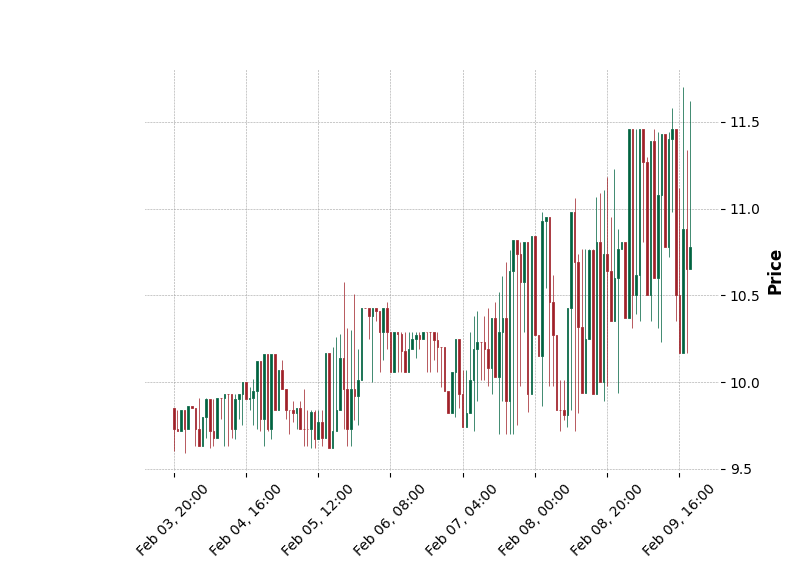 11.5
11.0
10.5
10.0
9.5
Price
Feb 03, 20:00
Feb 04, 16:00
Feb 05, 12:00
Feb 06, 08:00
Feb 07, 04:00
Feb 08, 00:00
Feb 08, 20:00
Feb 09, 16:00